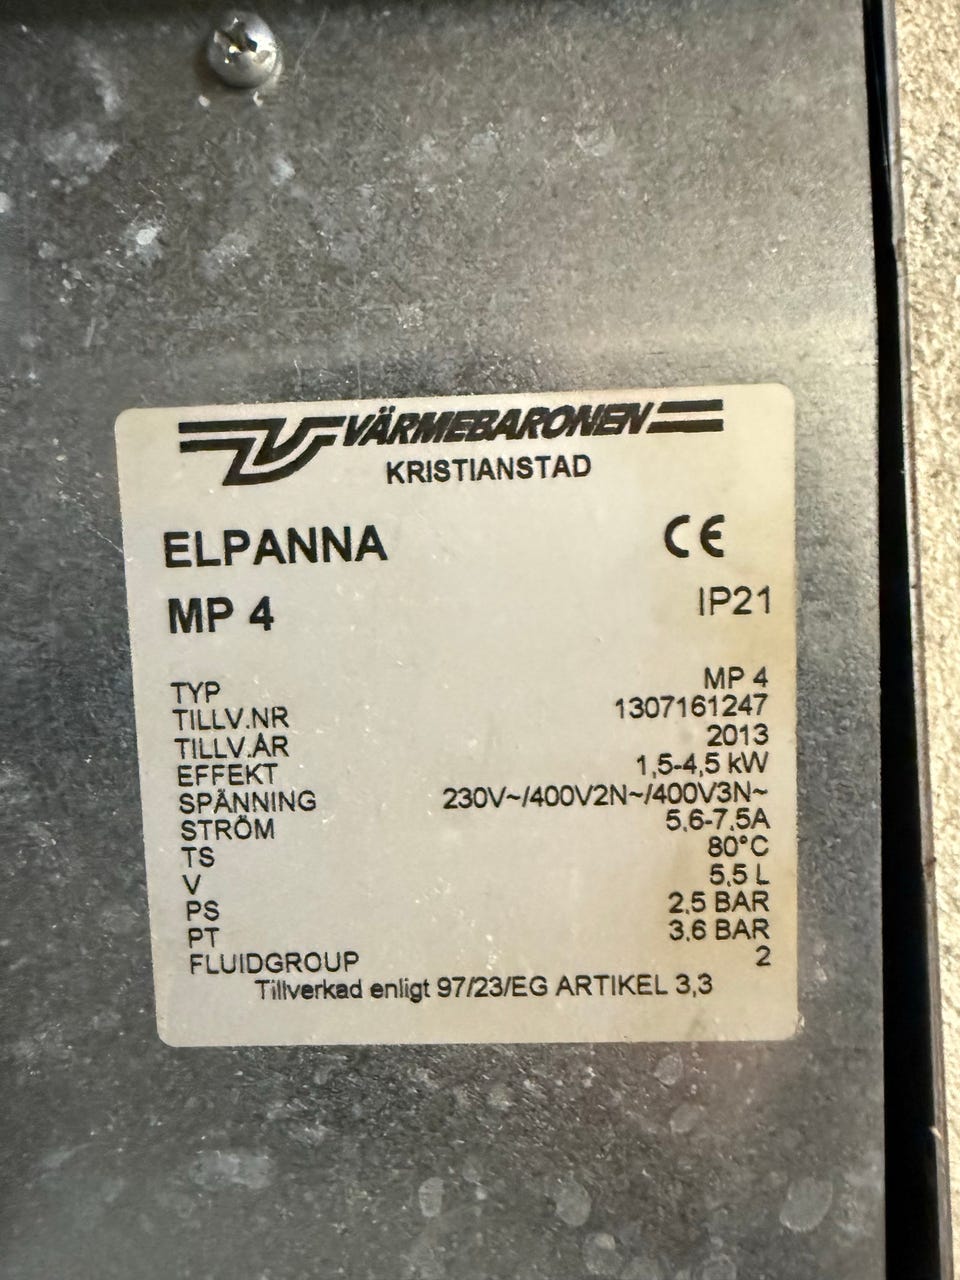 VÄRMEBARONEN
KRISTIANSTAD
ELPANNA CE
MP 4 IP21
TYP MP 4
TILLV.NR 1307161247
TILLV.ÅR 2013
EFFEKT 1,5-4,5 kW
SPÄNNING 230V~/400V2N~/400V3N~
STRÖM 5,6-7,5A
TS 80°C
V 5,5 L
PS 2,5 BAR
PT 3,6 BAR
FLUIDGROUP 2
Tillverkad enligt 97/23/EG ARTIKEL 3,3